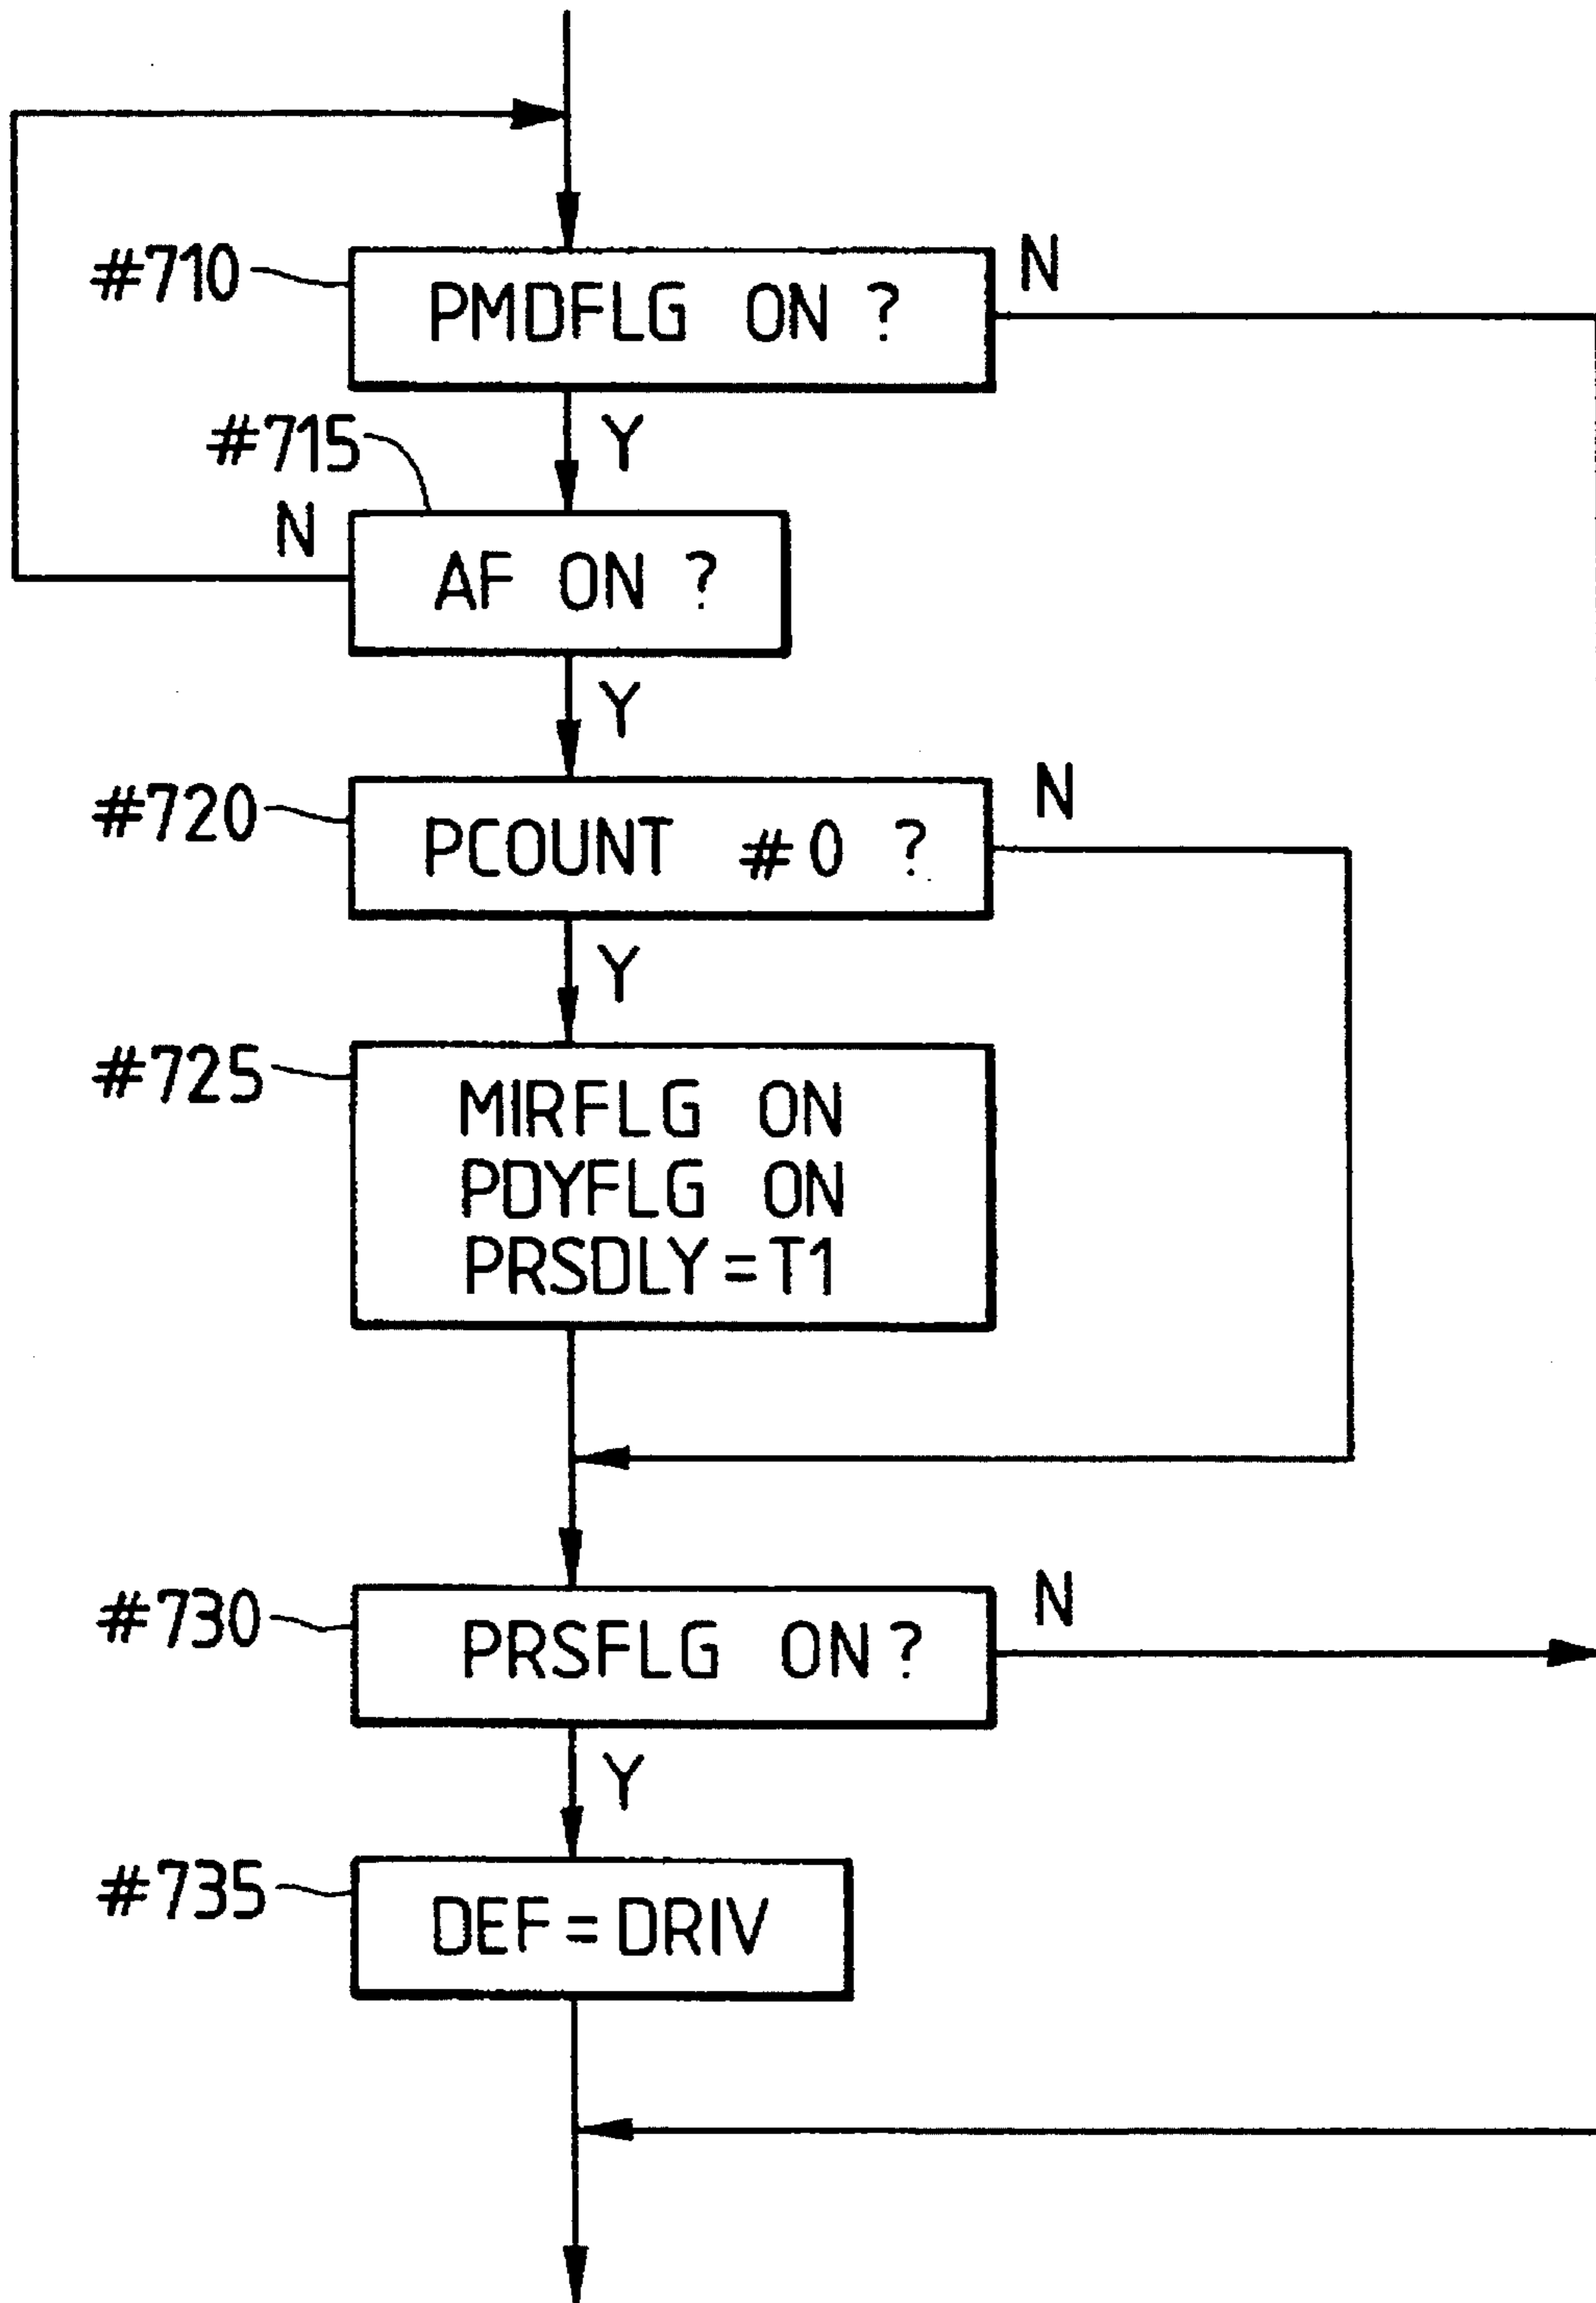 #710
PMDFLG ON ?
N
Y
#715
N
AF ON ?
Y
#720
PCOUNT #0 ?
N
Y
#725
MIRFLG ON
PDYFLG ON
PRSDLY=T1
#730
PRSFLG ON?
N
Y
#735
DEF=DRIV